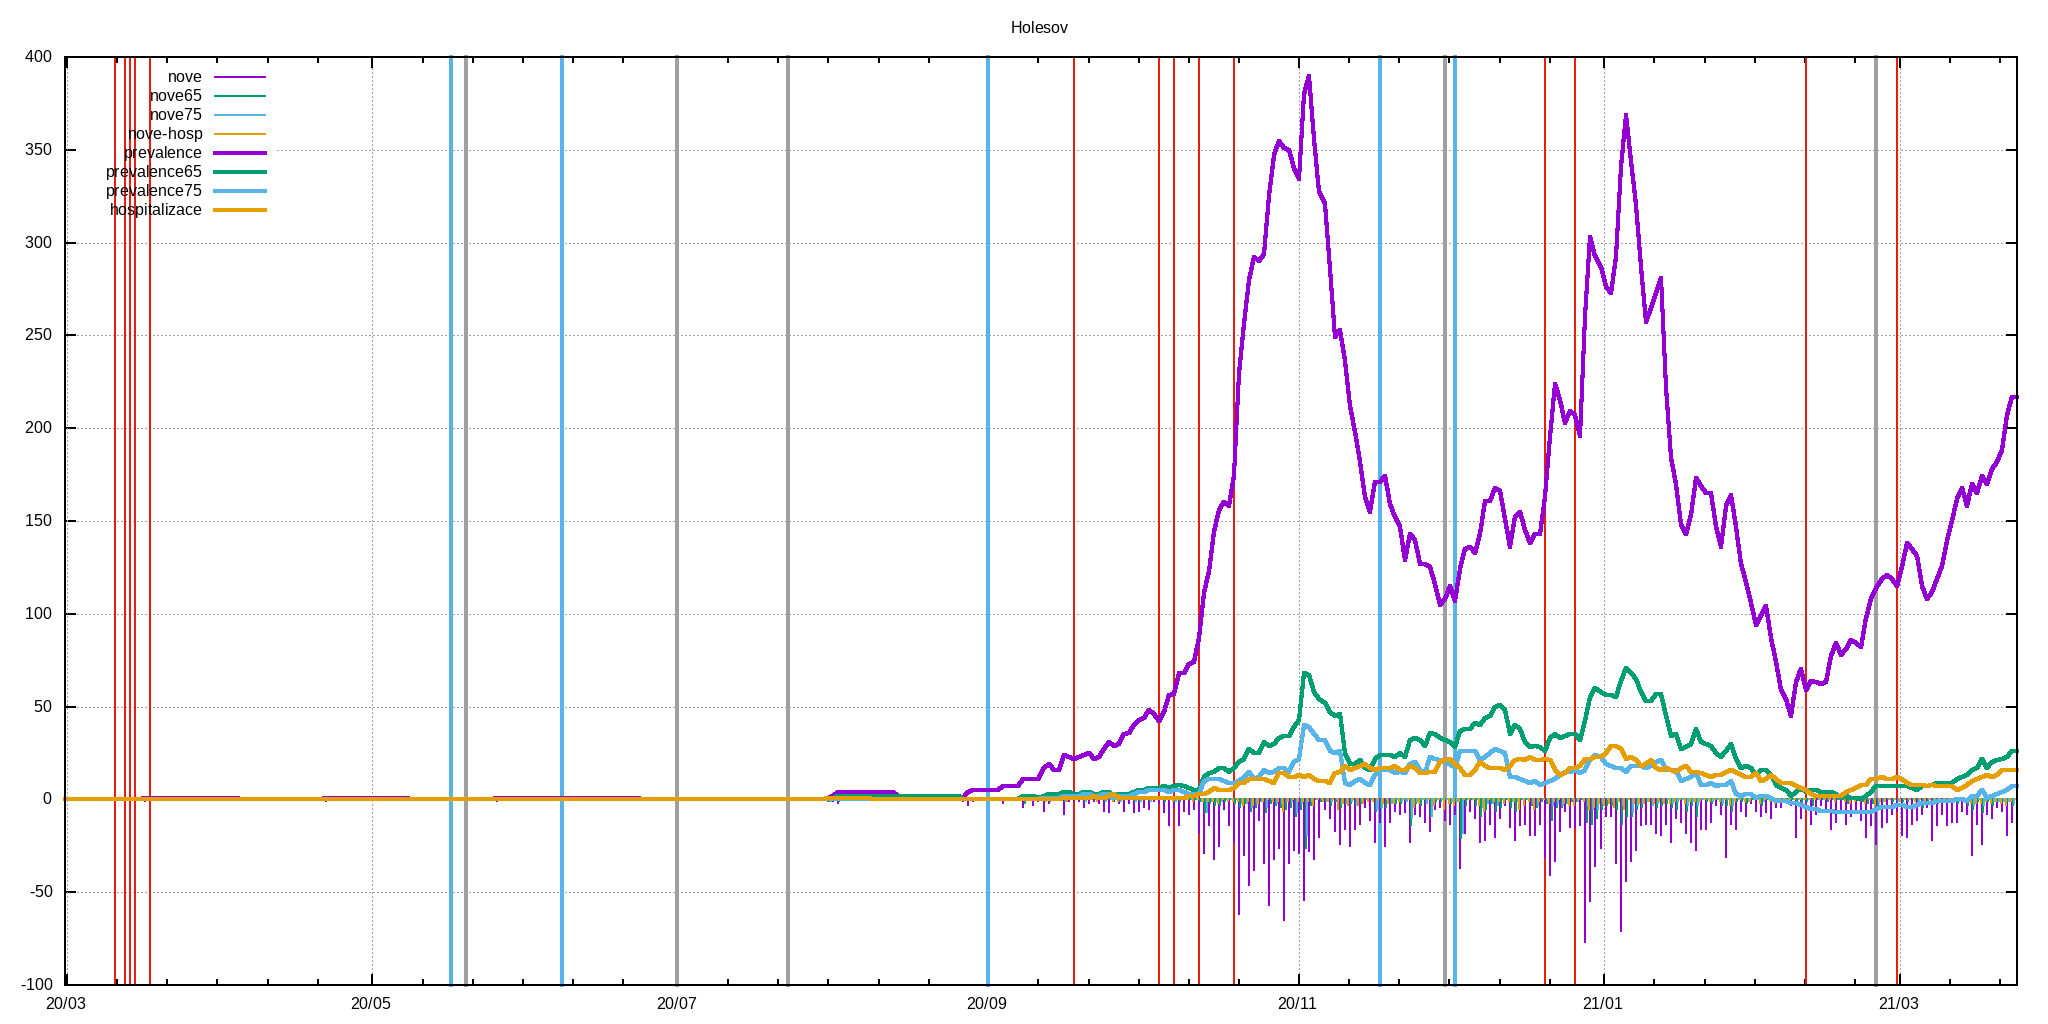 Holesov
400
350
300
250
200
150
100
50
0
-50
-100
nove
nove65
nove75
nove-hosp
prevalence
prevalence65
prevalence75
hospitalizace
20/03 20/05 20/07 20/09 20/11 21/01 21/03